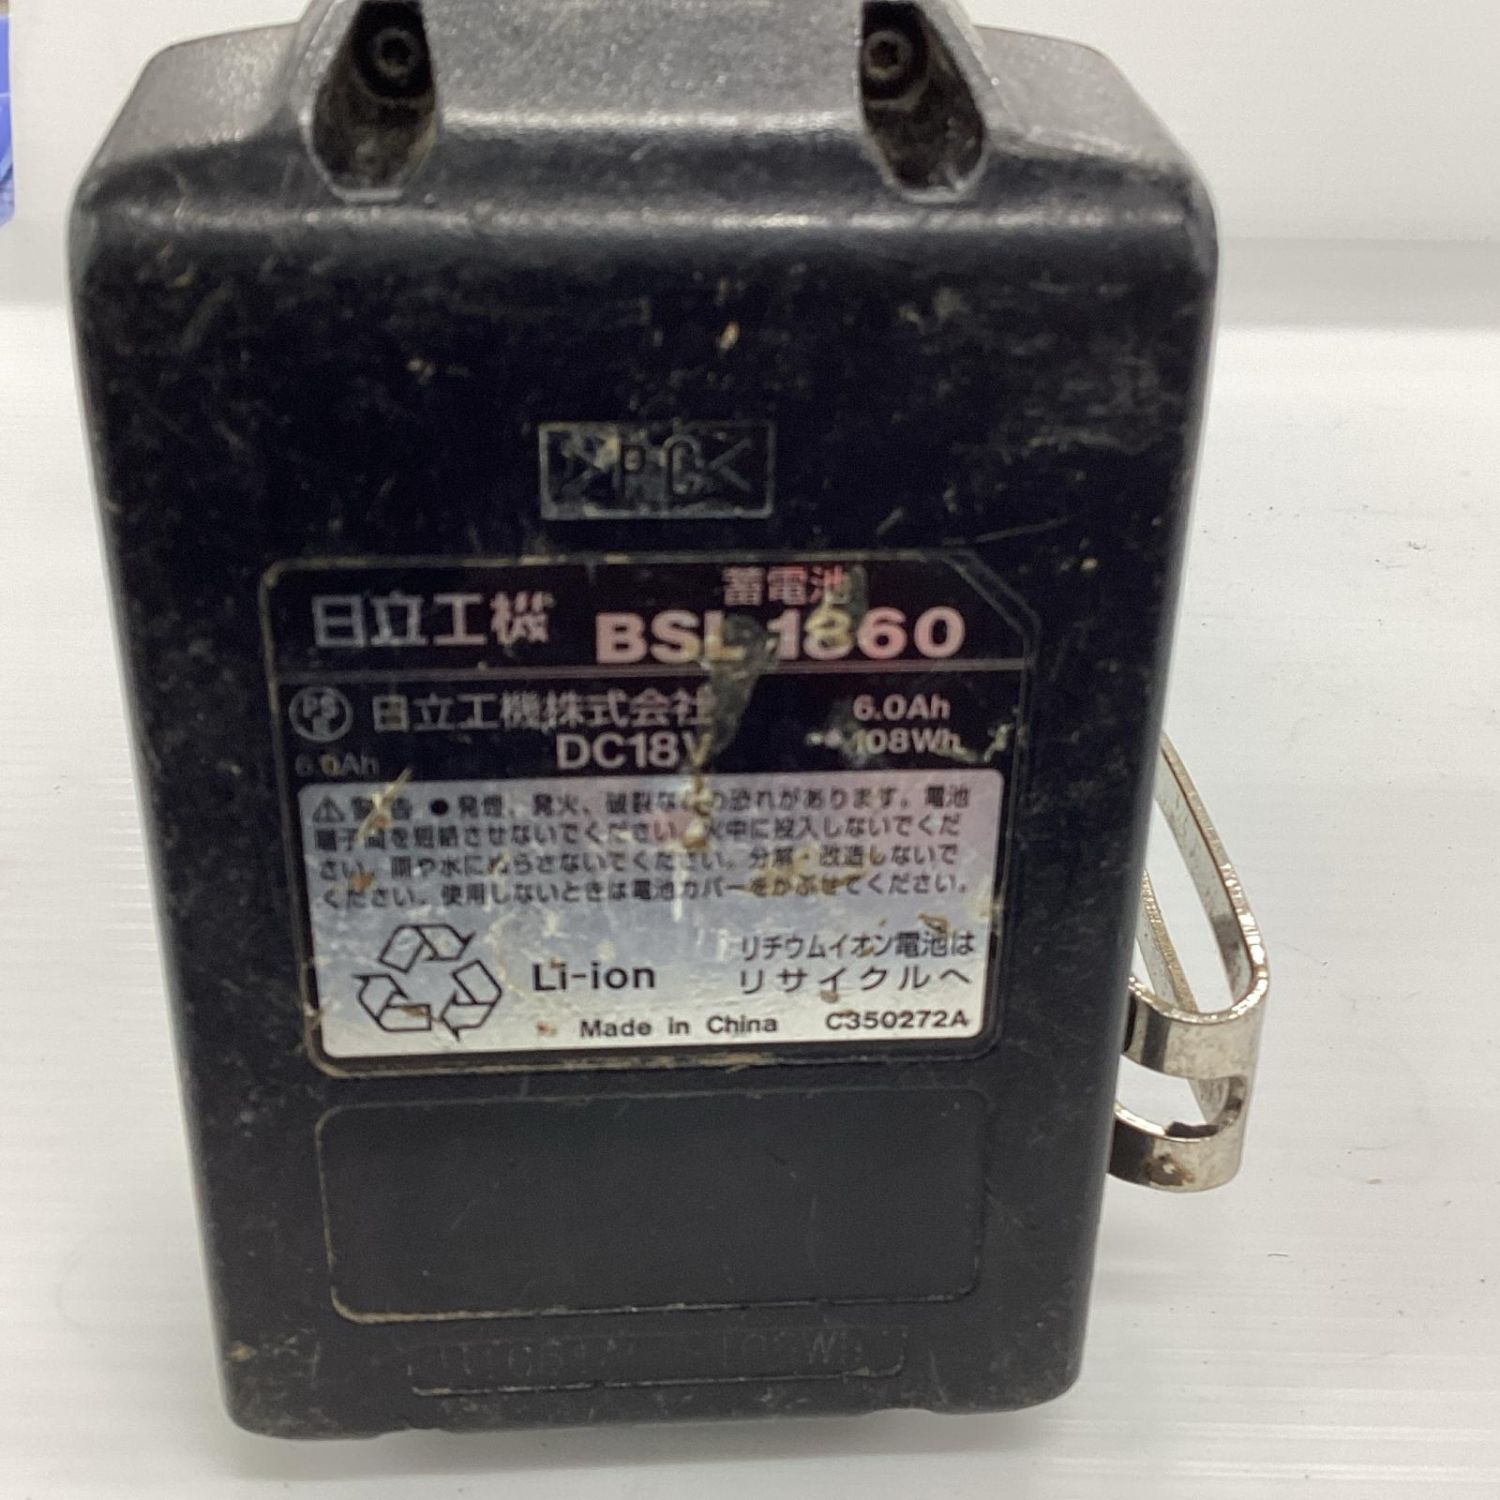 >PC<
蓄電池
日立工機 BSL 1860
PSE 日立工機株式会社 6.0Ah
6.0Ah DC18V 108Wh
⚠警告 ●発煙、発火、破裂などの恐れがあります。電池
端子間を短絡させないでください。火中に投入しないでくだ
さい。雨や水にぬらさないでください。分解・改造しないで
ください。使用しないときは電池カバーをかぶせてください。
リチウムイオン電池は
Li-ion リサイクルへ
Made in China C350272A